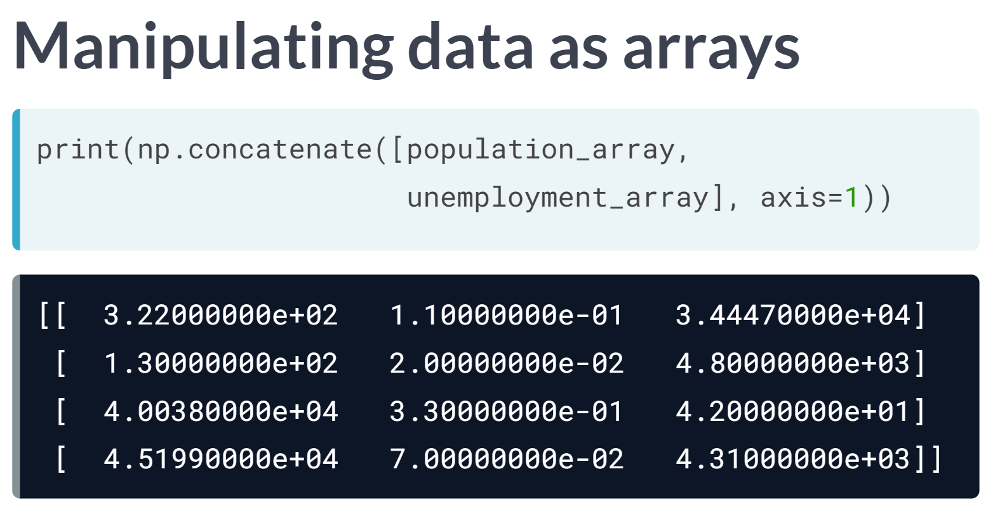 Manipulating data as arrays
print(np.concatenate([population_array,
                      unemployment_array], axis=1))
[[  3.22000000e+02   1.10000000e-01   3.44470000e+04]
 [  1.30000000e+02   2.00000000e-02   4.80000000e+03]
 [  4.00380000e+04   3.30000000e-01   4.20000000e+01]
 [  4.51990000e+04   7.00000000e-02   4.31000000e+03]]